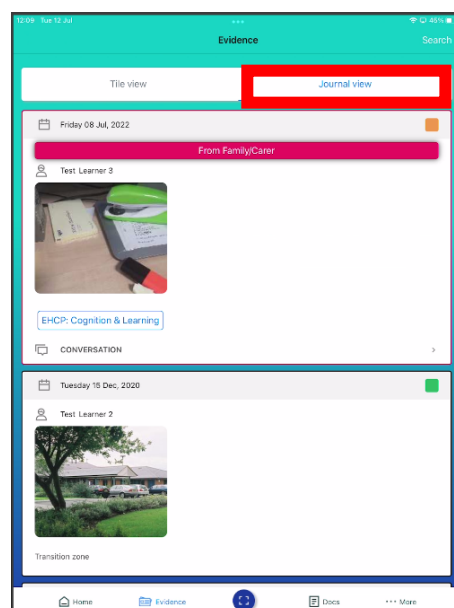 12:09 Tue 12 Jul
45%
Evidence
Search
Tile view
Journal view
Friday 08 Jul, 2022
From Family/Carer
Test Learner 3
EHCP: Cognition & Learning
CONVERSATION
Tuesday 15 Dec, 2020
Test Learner 2
Transition zone
Home
Evidence
Docs
More